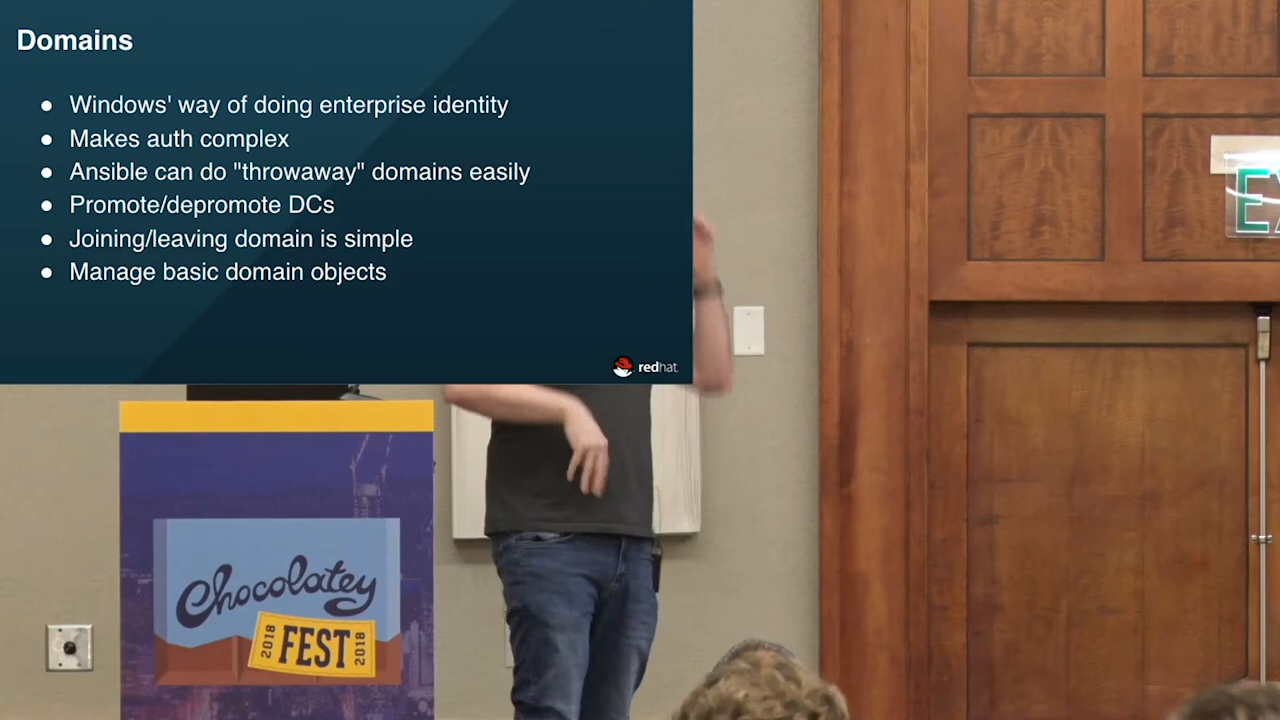 Domains
● Windows' way of doing enterprise identity
● Makes auth complex
● Ansible can do "throwaway" domains easily
● Promote/depromote DCs
● Joining/leaving domain is simple
● Manage basic domain objects
redhat.
chocolatey
2018 FEST 2018